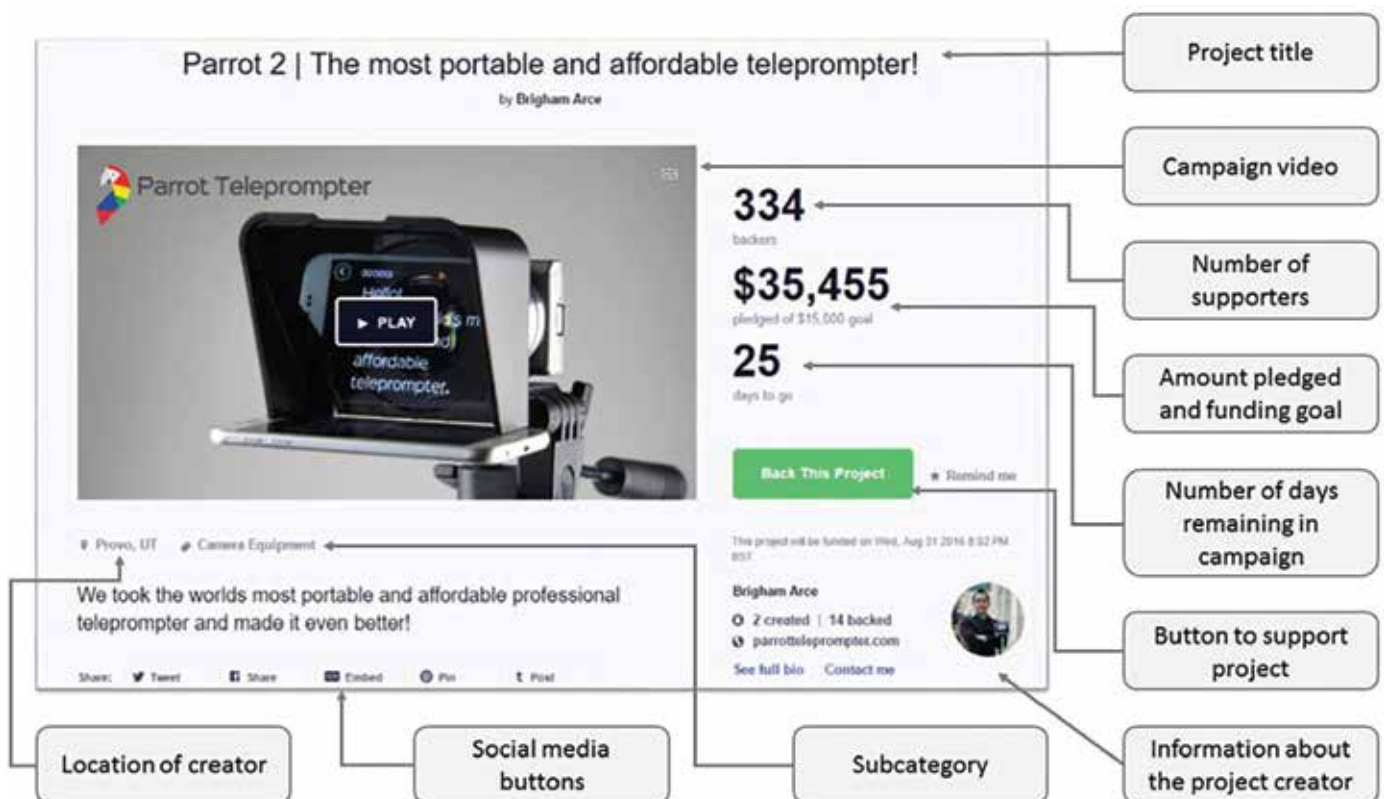 Parrot 2 | The most portable and affordable teleprompter!
by Brigham Arce
Parrot Teleprompter
Hello!
▶ PLAY
s m
affordable
teleprompter.
334
backers
$35,455
pledged of $15,000 goal
25
days to go
Back This Project
★ Remind me
Provo, UT
Camera Equipment
We took the worlds most portable and affordable professional
teleprompter and made it even better!
Share: Tweet Share Embed Pin Post
This project will be funded on Wed, Aug 31 2016 8:02 PM
BST.
Brigham Arce
2 created | 14 backed
parrotteleprompter.com
See full bio Contact me
Project title
Campaign video
Number of
supporters
Amount pledged
and funding goal
Number of days
remaining in
campaign
Button to support
project
Information about
the project creator
Location of creator
Social media
buttons
Subcategory